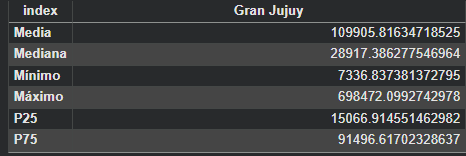 index Gran Jujuy
Media 109905.81634718525
Mediana 28917.386277546964
Mínimo 7336.837381372795
Máximo 698472.0992742978
P25 15066.914551462982
P75 91496.61702328637